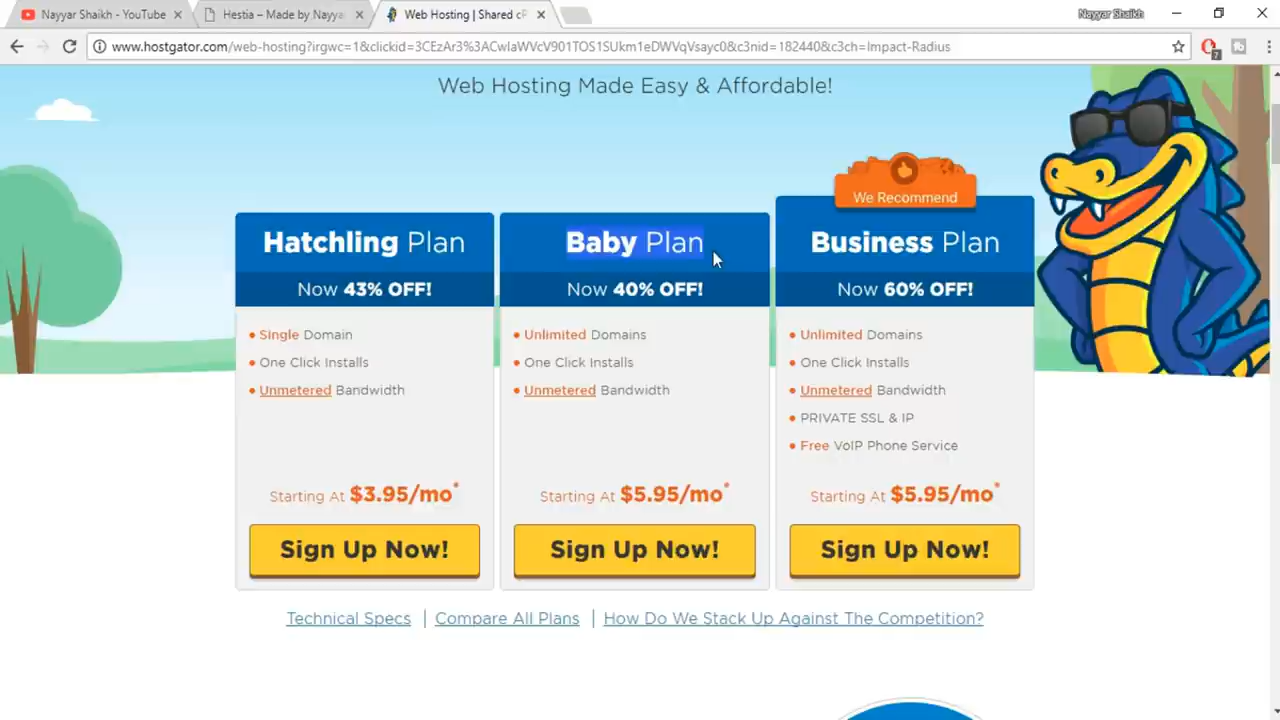 Nayyar Shaikh - YouTube
Hestia – Made by Nayya
Web Hosting | Shared cP
Nayyar Shaikh
www.hostgator.com/web-hosting?irgwc=1&clickid=3CEzAr3%3ACwlaWVcV901TOS1SUkm1eDWVqVsayc0&c3nid=182440&c3ch=Impact-Radius
7
Web Hosting Made Easy & Affordable!
We Recommend
Hatchling Plan
Now 43% OFF!
Single Domain
One Click Installs
Unmetered Bandwidth
Starting At $3.95/mo*
Sign Up Now!
Baby Plan
Now 40% OFF!
Unlimited Domains
One Click Installs
Unmetered Bandwidth
Starting At $5.95/mo*
Sign Up Now!
Business Plan
Now 60% OFF!
Unlimited Domains
One Click Installs
Unmetered Bandwidth
PRIVATE SSL & IP
Free VoIP Phone Service
Starting At $5.95/mo*
Sign Up Now!
Technical Specs | Compare All Plans | How Do We Stack Up Against The Competition?